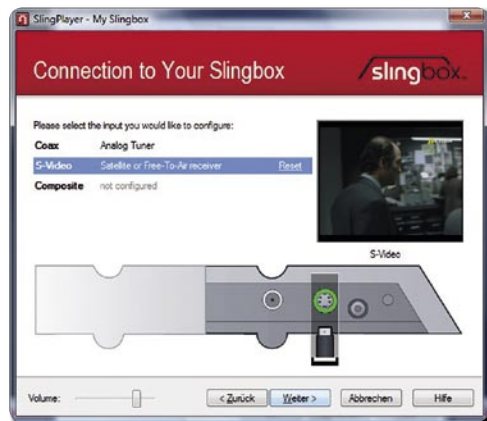 SlingPlayer - My Slingbox
Connection to Your Slingbox
slingbox.
Please select the input you would like to configure:
Coax Analog Tuner
S-Video Satellite or Free-To-Air receiver Reset
Composite not configured
S-Video
Volume: < Zurück Weiter > Abbrechen Hilfe